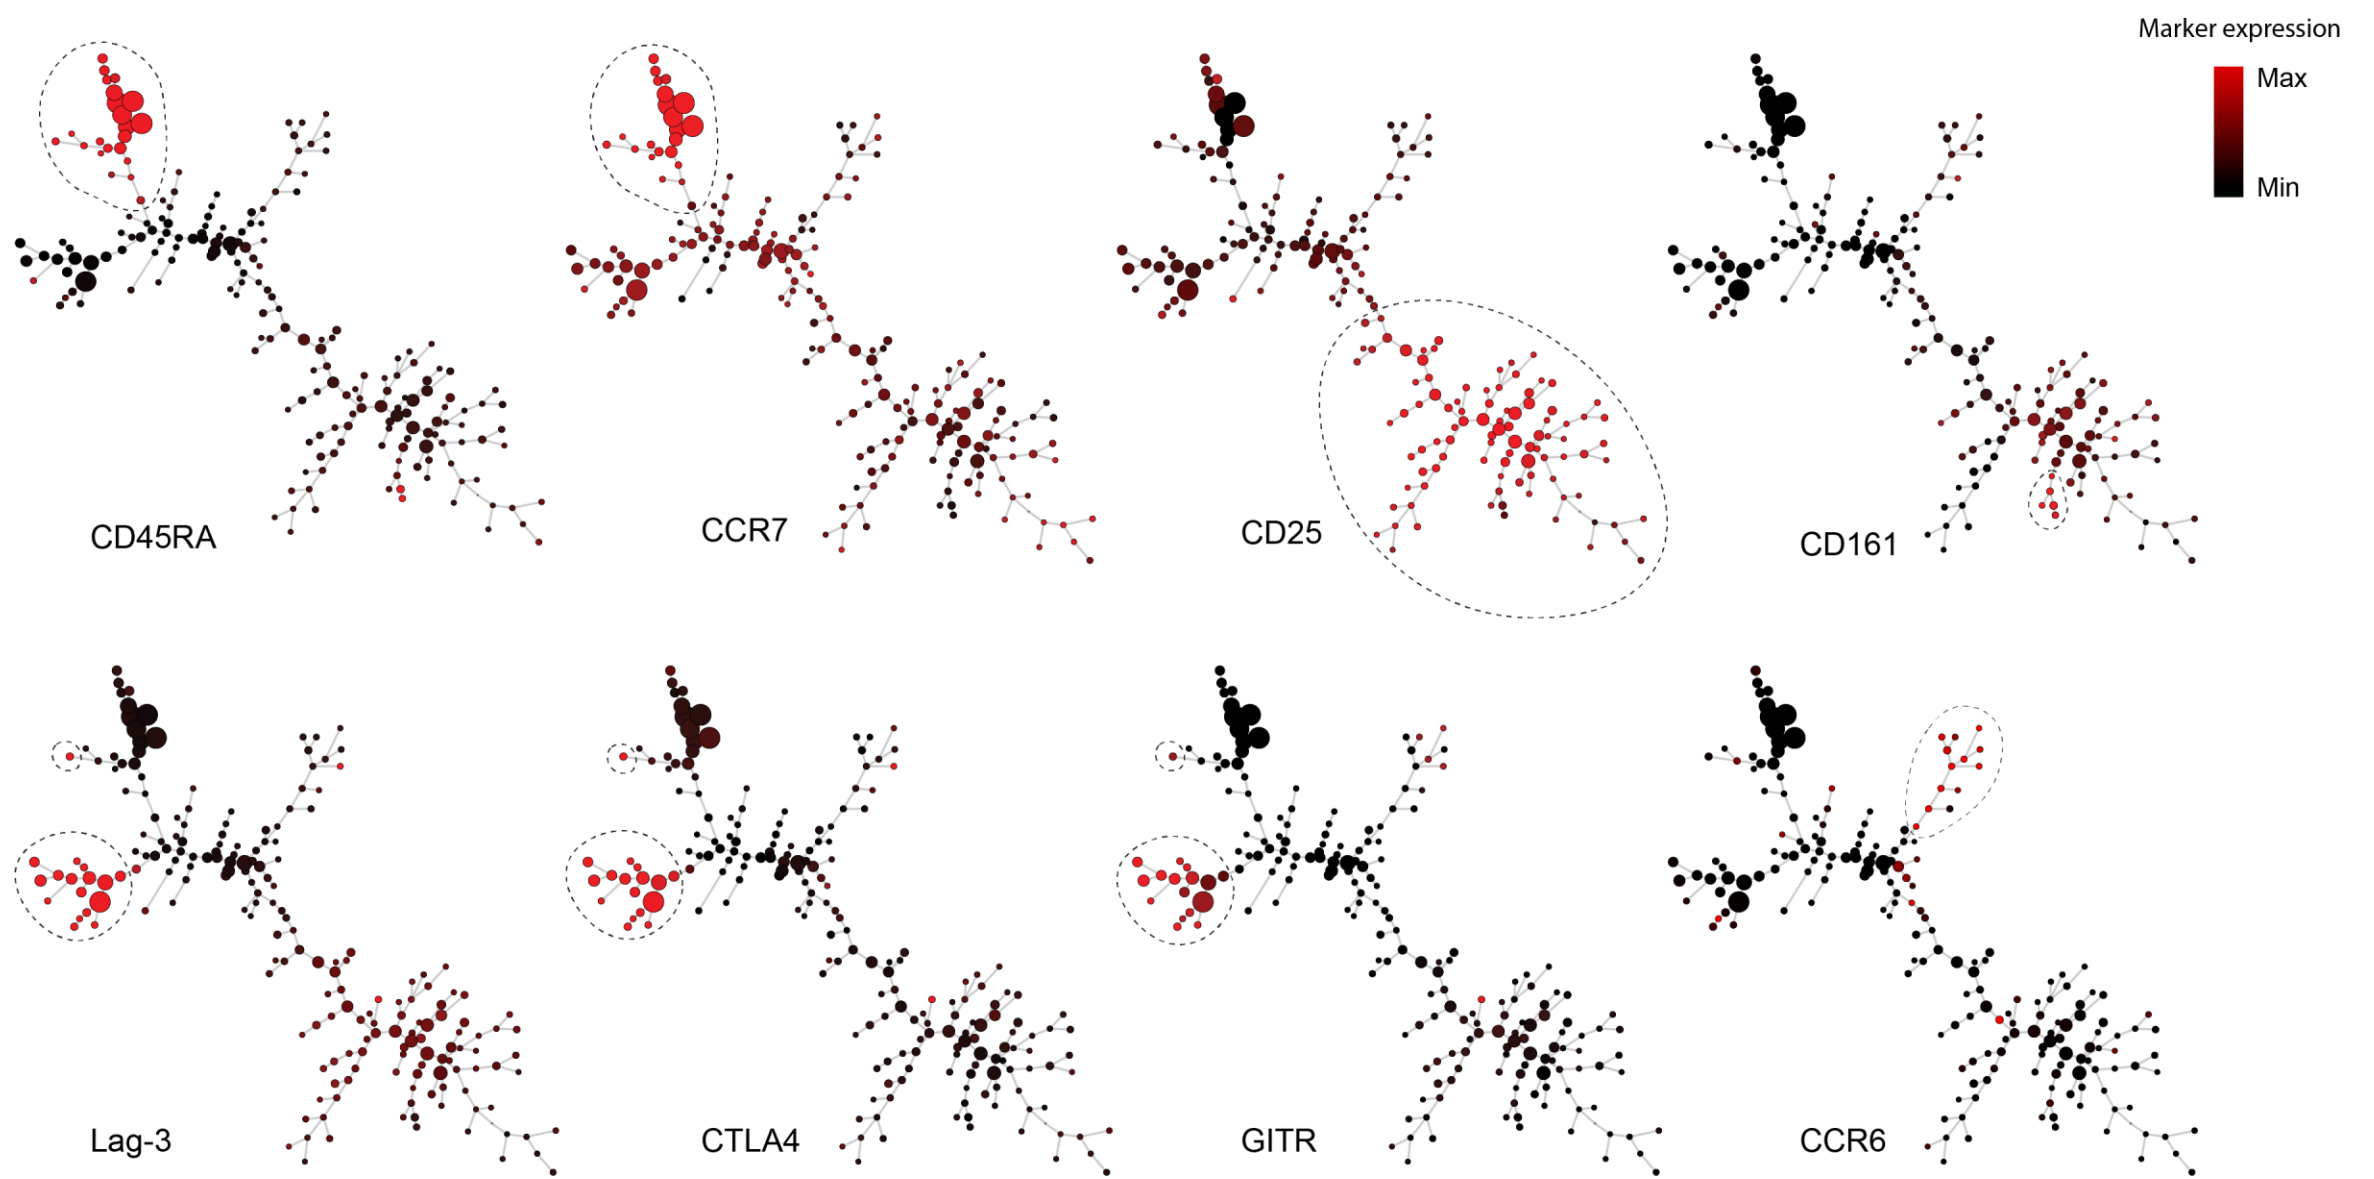 Marker expression
Max
Min
CD45RA
CCR7
CD25
CD161
Lag-3
CTLA4
GITR
CCR6